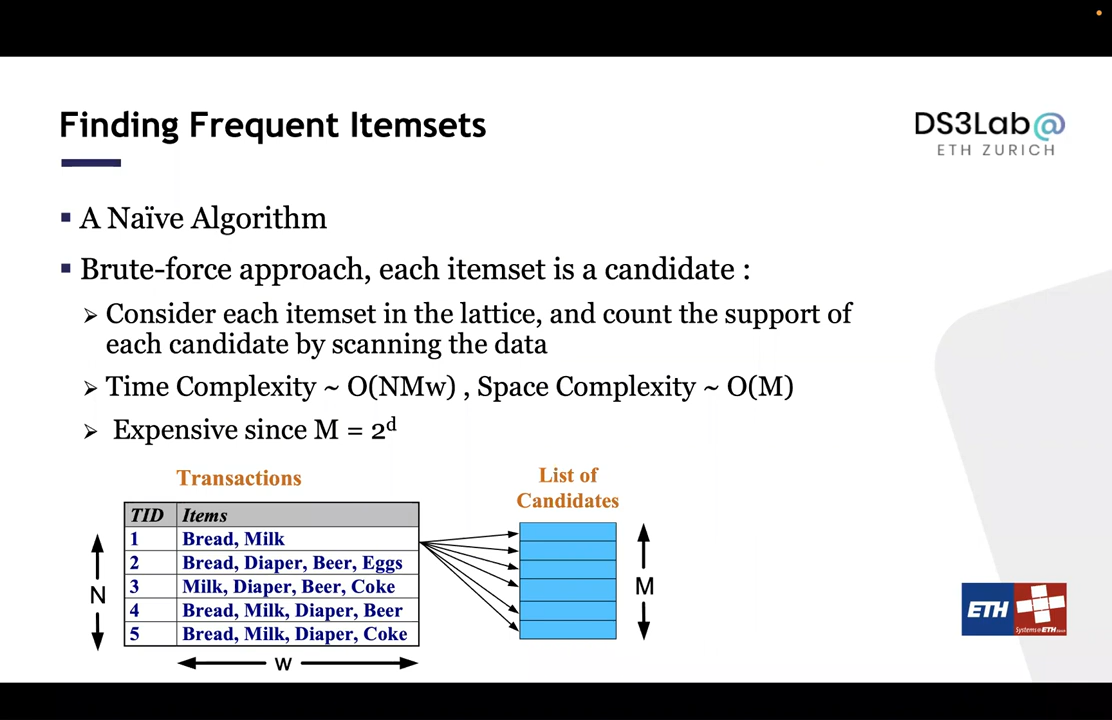 Finding Frequent Itemsets
DS3Lab@
ETH ZURICH
▪ A Naïve Algorithm
▪ Brute-force approach, each itemset is a candidate :
➢ Consider each itemset in the lattice, and count the support of
each candidate by scanning the data
➢ Time Complexity ~ O(NMw) , Space Complexity ~ O(M)
➢ Expensive since M = 2ᵈ
Transactions
List of
Candidates
TID Items
1 Bread, Milk
2 Bread, Diaper, Beer, Eggs
3 Milk, Diaper, Beer, Coke
4 Bread, Milk, Diaper, Beer
5 Bread, Milk, Diaper, Coke
N
M
w
ETH
Systems@ETH